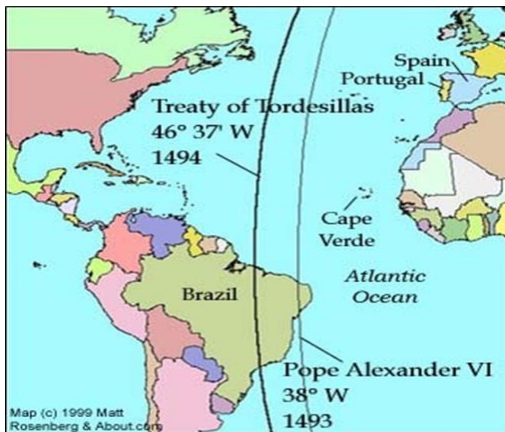 Spain
Portugal
Treaty of Tordesillas
46° 37' W
1494
Cape
Verde
Brazil
Atlantic
Ocean
Pope Alexander VI
38° W
1493
Map (c) 1999 Matt
Rosenberg & About.com